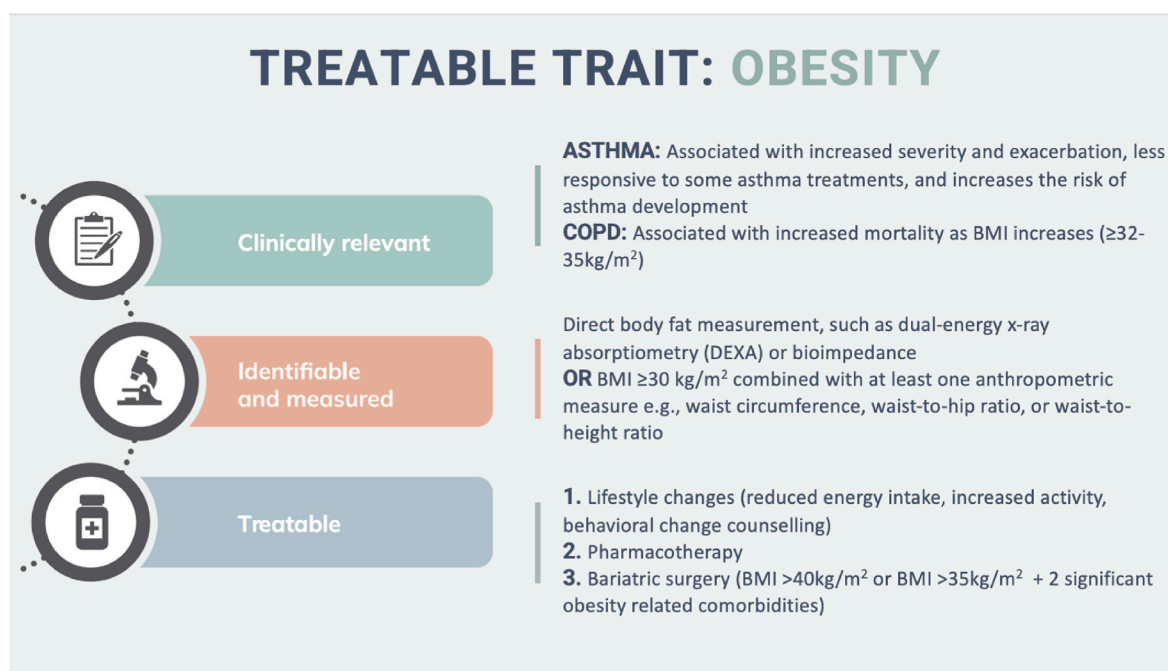 TREATABLE TRAIT: OBESITY
Clinically relevant
ASTHMA: Associated with increased severity and exacerbation, less
responsive to some asthma treatments, and increases the risk of
asthma development
COPD: Associated with increased mortality as BMI increases (≥32-
35kg/m²)
Identifiable
and measured
Direct body fat measurement, such as dual-energy x-ray
absorptiometry (DEXA) or bioimpedance
OR BMI ≥30 kg/m² combined with at least one anthropometric
measure e.g., waist circumference, waist-to-hip ratio, or waist-to-
height ratio
Treatable
1. Lifestyle changes (reduced energy intake, increased activity,
behavioral change counselling)
2. Pharmacotherapy
3. Bariatric surgery (BMI >40kg/m² or BMI >35kg/m² + 2 significant
obesity related comorbidities)